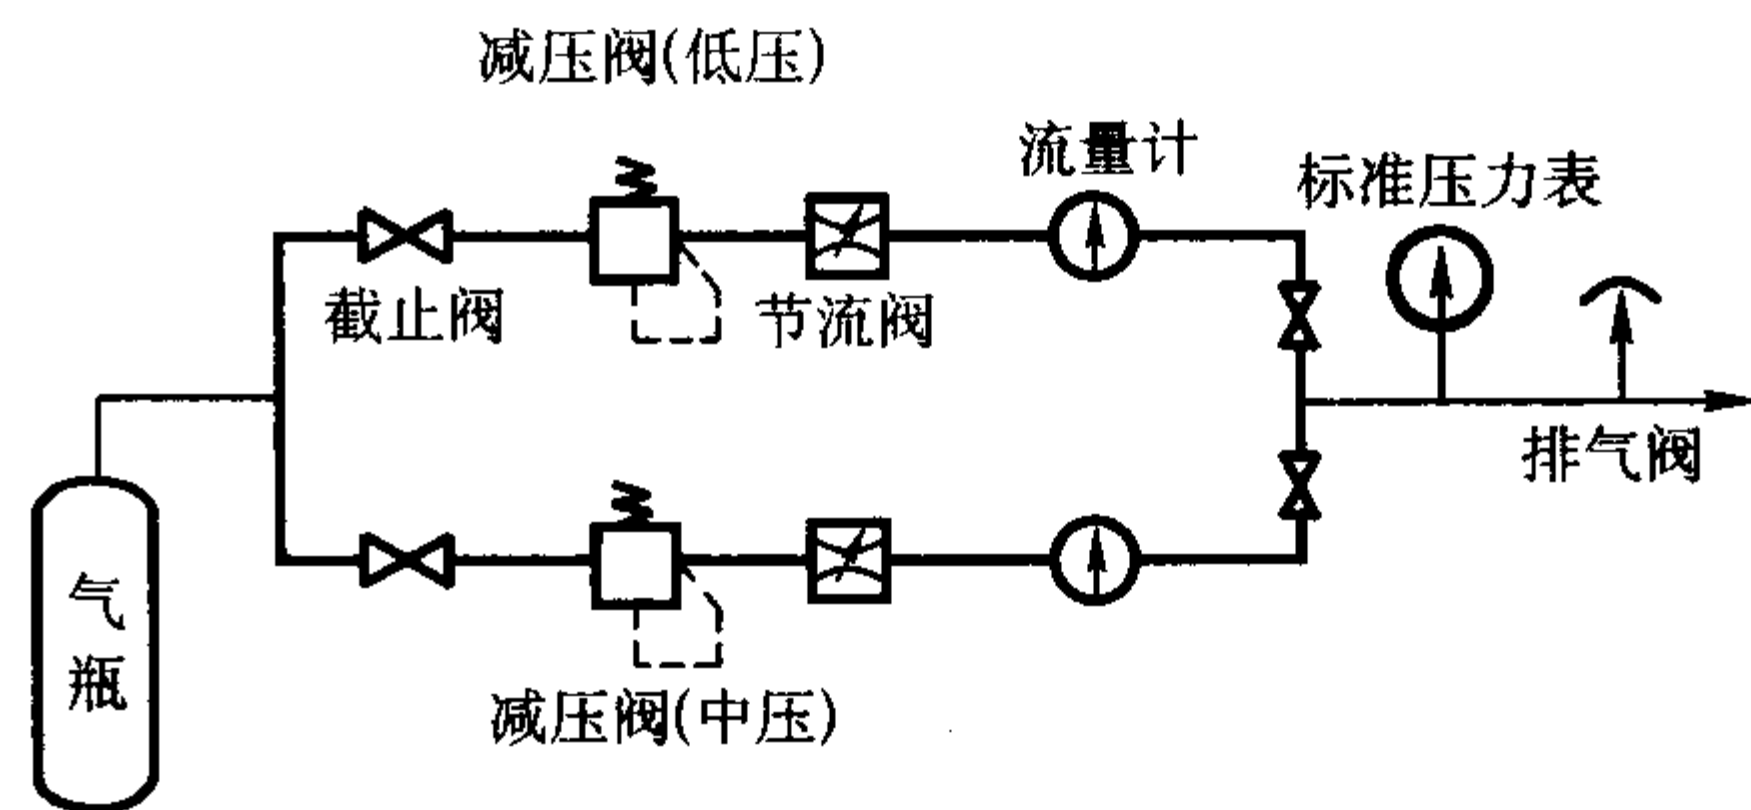 减压阀(低压)
流量计
标准压力表
截止阀
节流阀
排气阀
气
瓶
减压阀(中压)